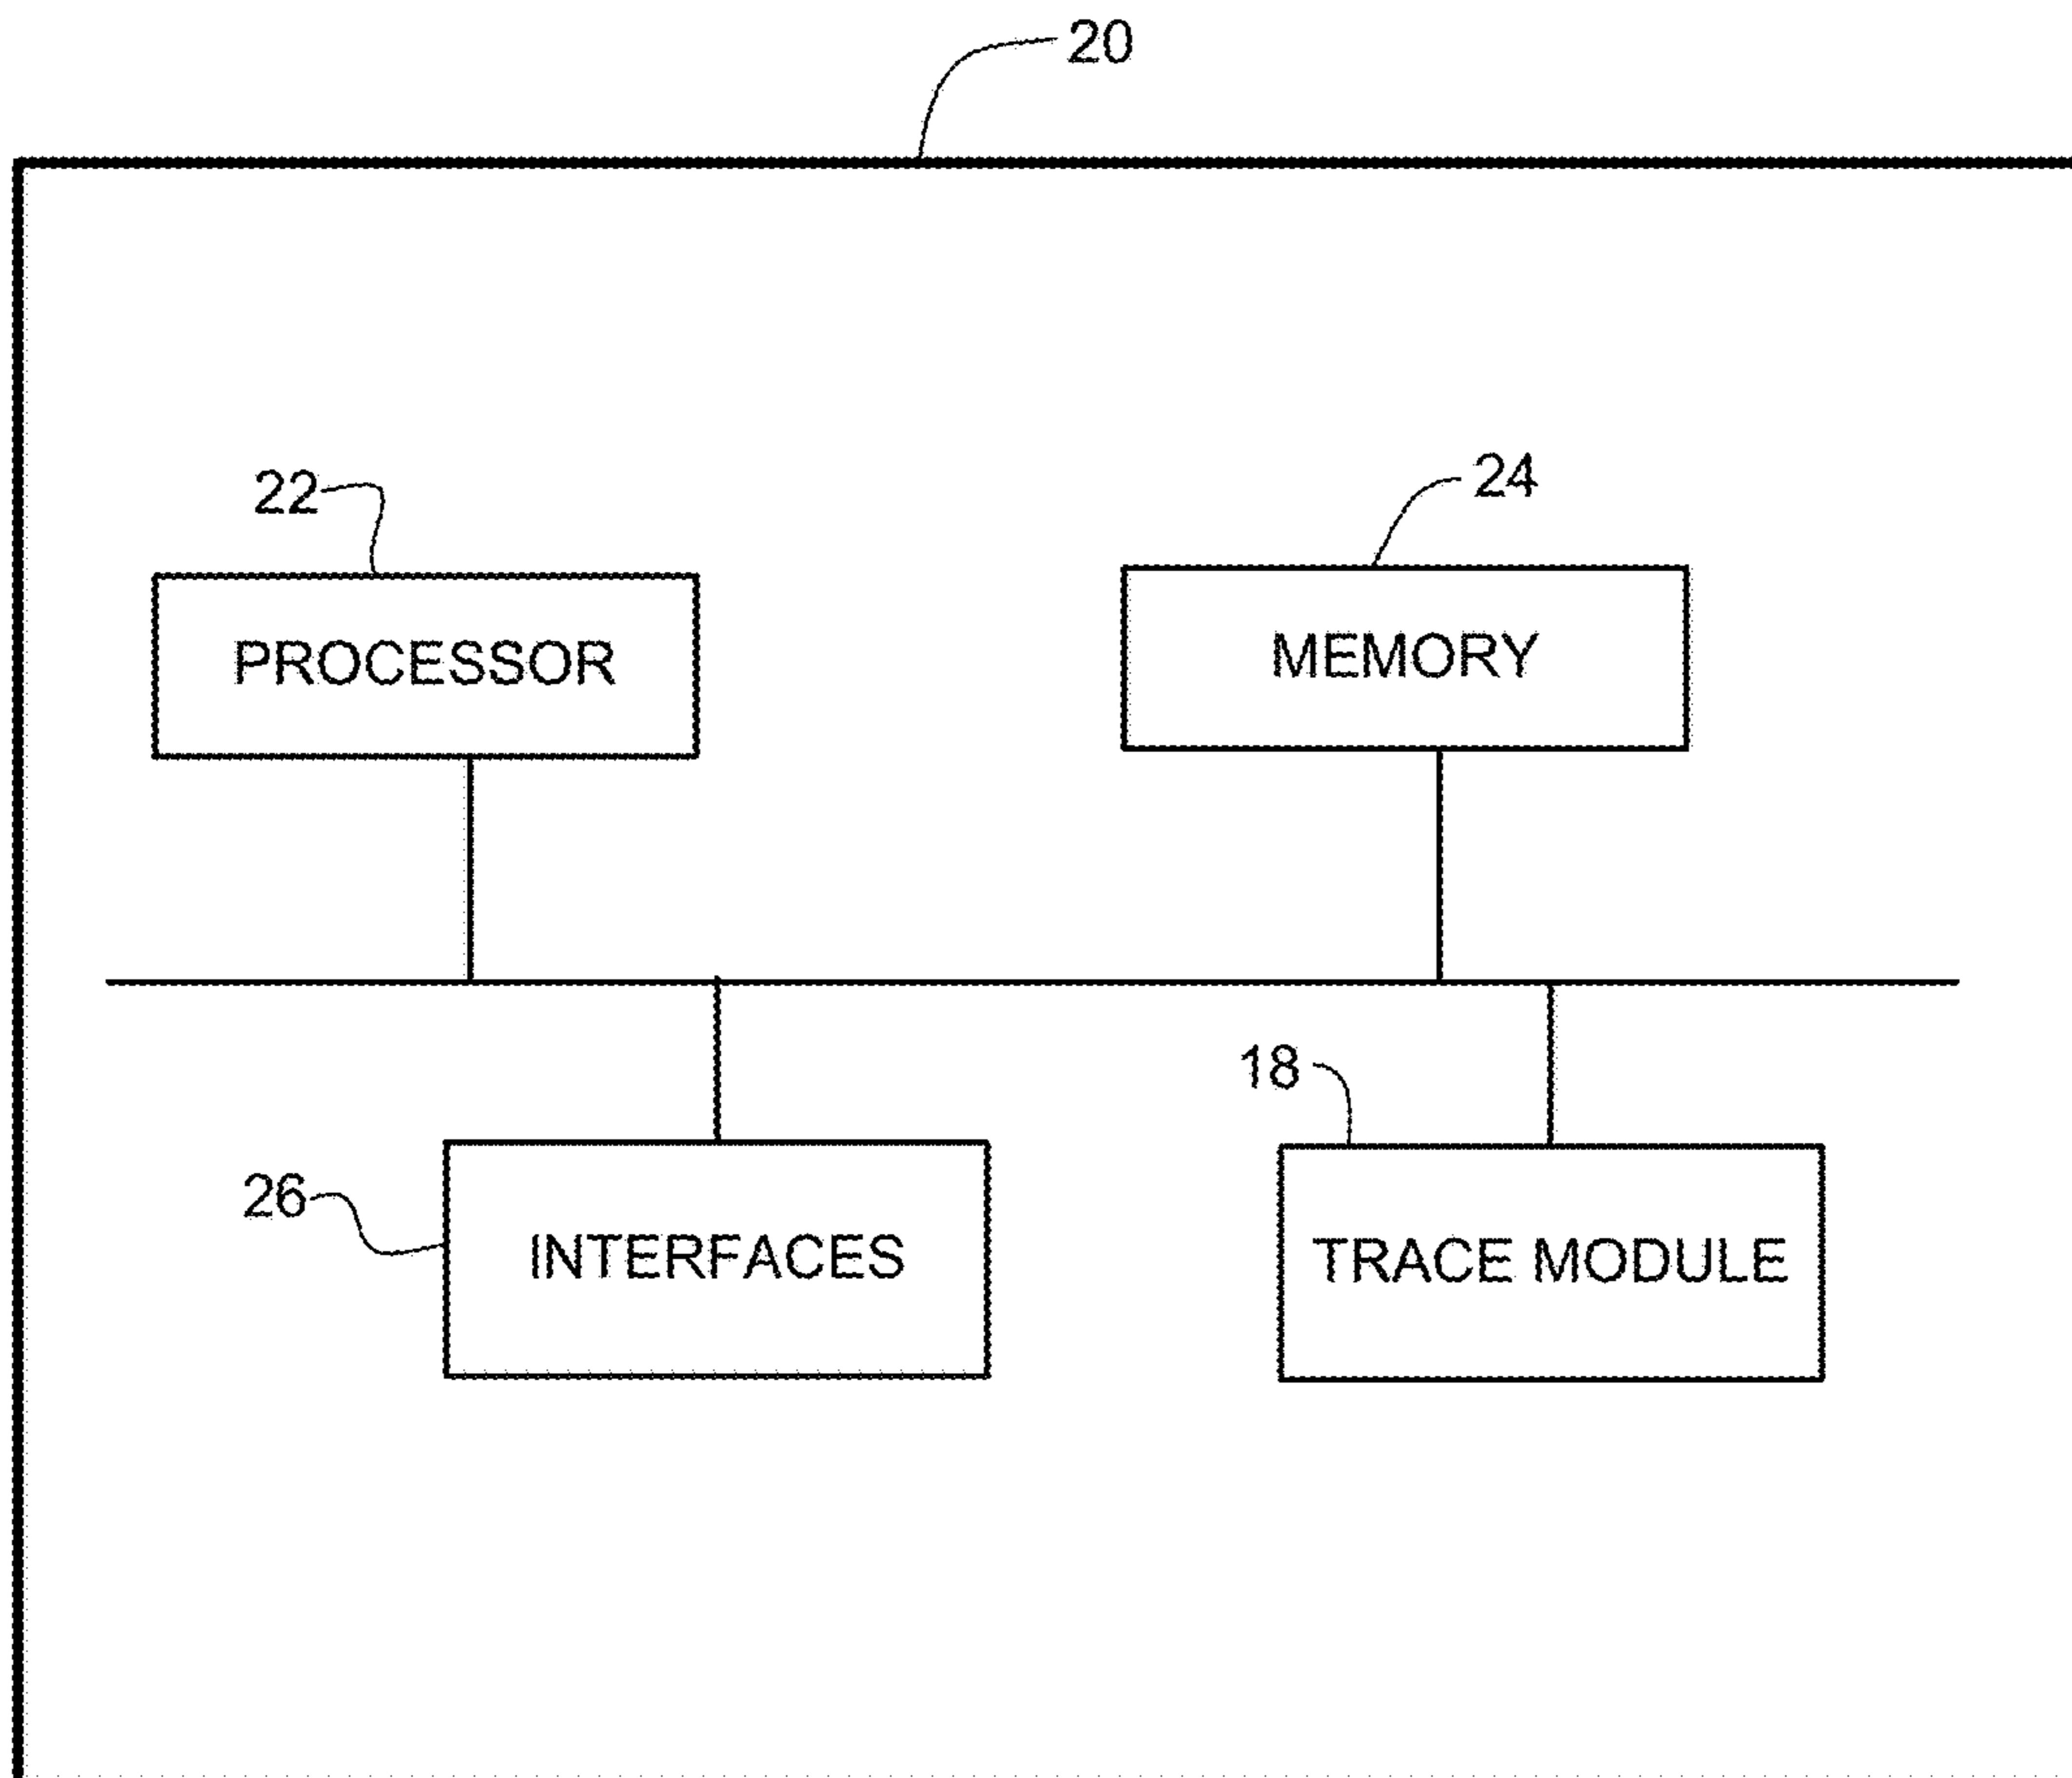 20
22
24
PROCESSOR
MEMORY
18
26
INTERFACES
TRACE MODULE